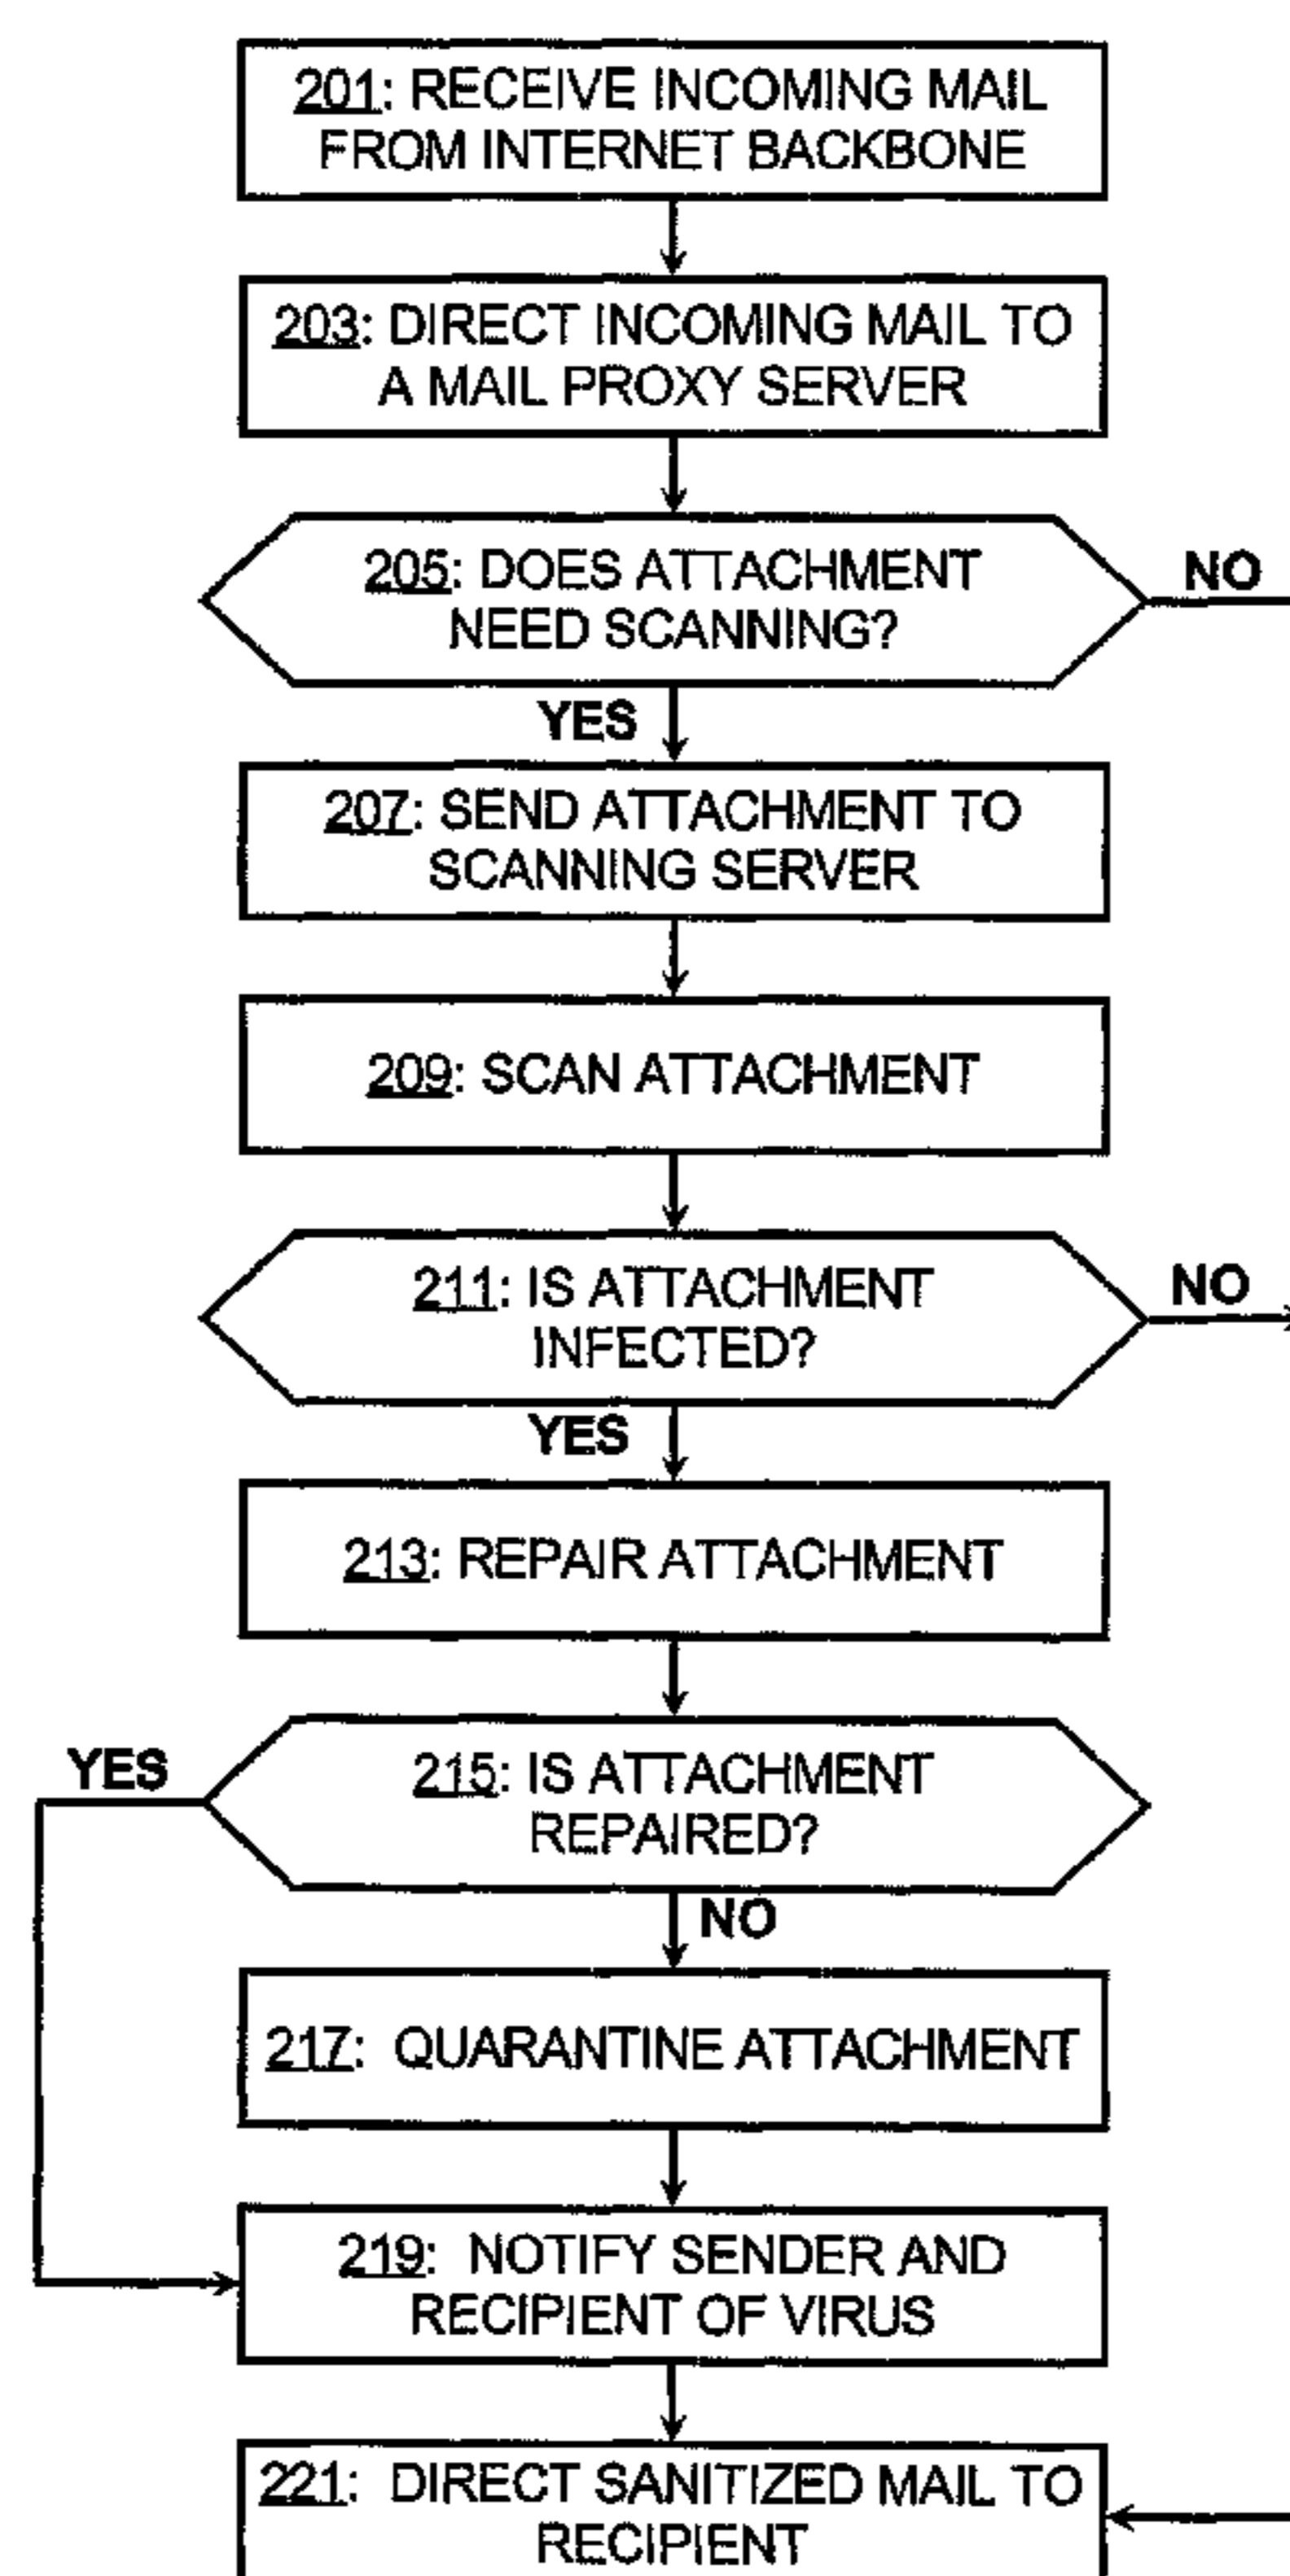 201: RECEIVE INCOMING MAIL
FROM INTERNET BACKBONE
203: DIRECT INCOMING MAIL TO
A MAIL PROXY SERVER
205: DOES ATTACHMENT
NEED SCANNING?
NO
YES
207: SEND ATTACHMENT TO
SCANNING SERVER
209: SCAN ATTACHMENT
211: IS ATTACHMENT
INFECTED?
NO
YES
213: REPAIR ATTACHMENT
YES
215: IS ATTACHMENT
REPAIRED?
NO
217: QUARANTINE ATTACHMENT
219: NOTIFY SENDER AND
RECIPIENT OF VIRUS
221: DIRECT SANITIZED MAIL TO
RECIPIENT